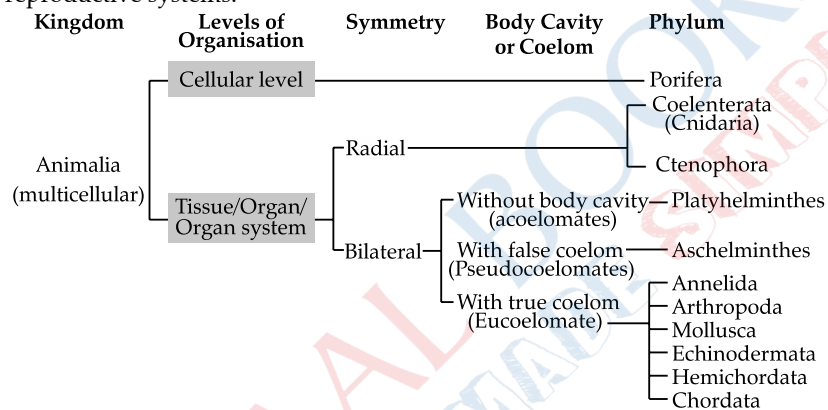 reproductive systems.
Kingdom Levels of Organisation Symmetry Body Cavity or Coelom Phylum
Cellular level
Porifera
Coelenterata
(Cnidaria)
Radial
Ctenophora
Animalia
(multicellular)
Tissue/Organ/
Organ system
Without body cavity
(acoelomates)
Platyhelminthes
Bilateral
With false coelom
(Pseudocoelomates)
Aschelminthes
With true coelom
(Eucoelomate)
Annelida
Arthropoda
Mollusca
Echinodermata
Hemichordata
Chordata